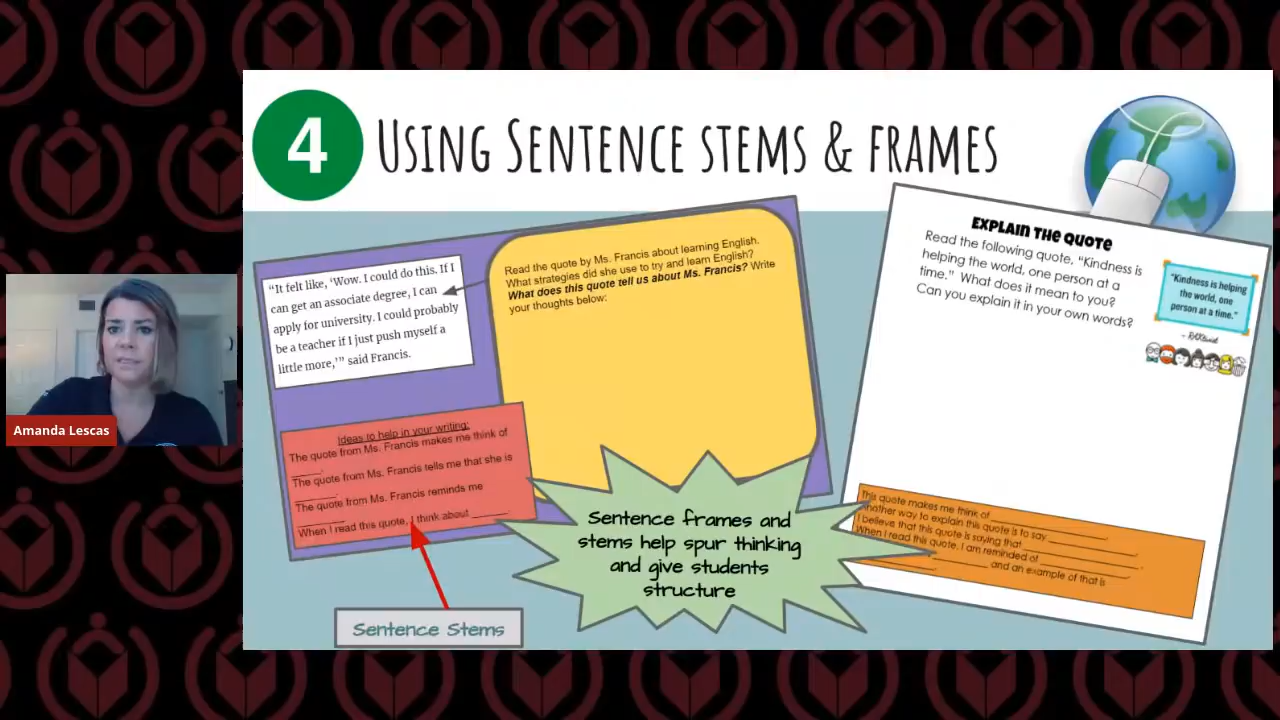 4
USING SENTENCE STEMS & FRAMES
"It felt like, 'Wow. I could do this. If I
can get an associate degree, I can
apply for university. I could probably
be a teacher if I just push myself a
little more,'" said Francis.
Read the quote by Ms. Francis about learning English.
What strategies did she use to try and learn English?
What does this quote tell us about Ms. Francis? Write
your thoughts below:
Ideas to help in your writing:
The quote from Ms. Francis makes me think of
______.
The quote from Ms. Francis tells me that she is
______.
The quote from Ms. Francis reminds me
______.
When I read this quote, I think about ______.
Sentence Stems
Sentence frames and
stems help spur thinking
and give students
structure
EXPLAIN THE QUOTE
Read the following quote, "Kindness is
helping the world, one person at a
time." What does it mean to you?
Can you explain it in your own words?
"Kindness is helping
the world, one
person at a time."
This quote makes me think of ____________.
Another way to explain this quote is to say ____________.
I believe that this quote is saying that ____________.
When I read this quote, I am reminded of ____________.
____________ and an example of that is
____________.
Amanda Lescas